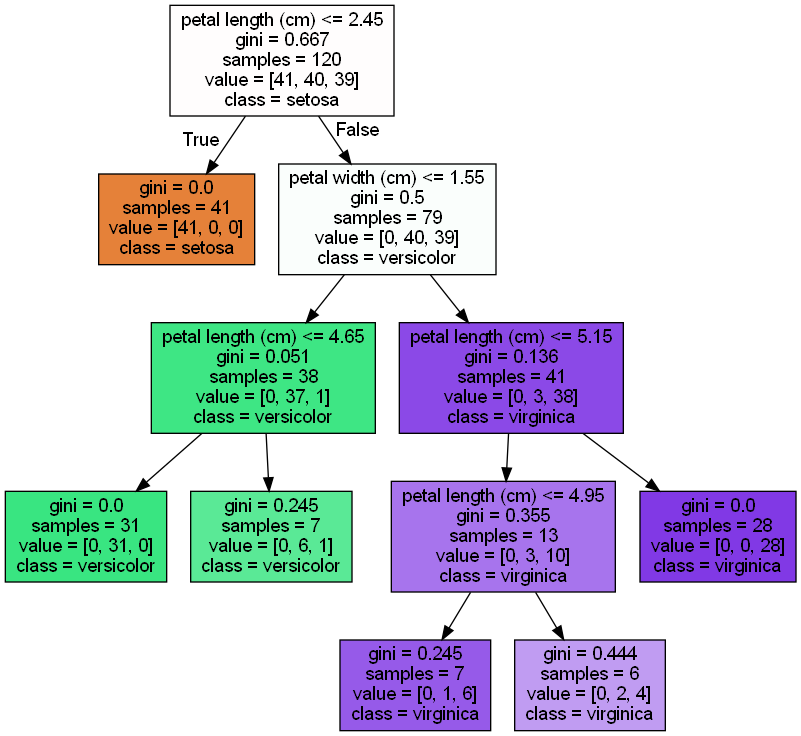 petal length (cm) <= 2.45
gini = 0.667
samples = 120
value = [41, 40, 39]
class = setosa
True
False
gini = 0.0
samples = 41
value = [41, 0, 0]
class = setosa
petal width (cm) <= 1.55
gini = 0.5
samples = 79
value = [0, 40, 39]
class = versicolor
petal length (cm) <= 4.65
gini = 0.051
samples = 38
value = [0, 37, 1]
class = versicolor
petal length (cm) <= 5.15
gini = 0.136
samples = 41
value = [0, 3, 38]
class = virginica
gini = 0.0
samples = 31
value = [0, 31, 0]
class = versicolor
gini = 0.245
samples = 7
value = [0, 6, 1]
class = versicolor
petal length (cm) <= 4.95
gini = 0.355
samples = 13
value = [0, 3, 10]
class = virginica
gini = 0.0
samples = 28
value = [0, 0, 28]
class = virginica
gini = 0.245
samples = 7
value = [0, 1, 6]
class = virginica
gini = 0.444
samples = 6
value = [0, 2, 4]
class = virginica